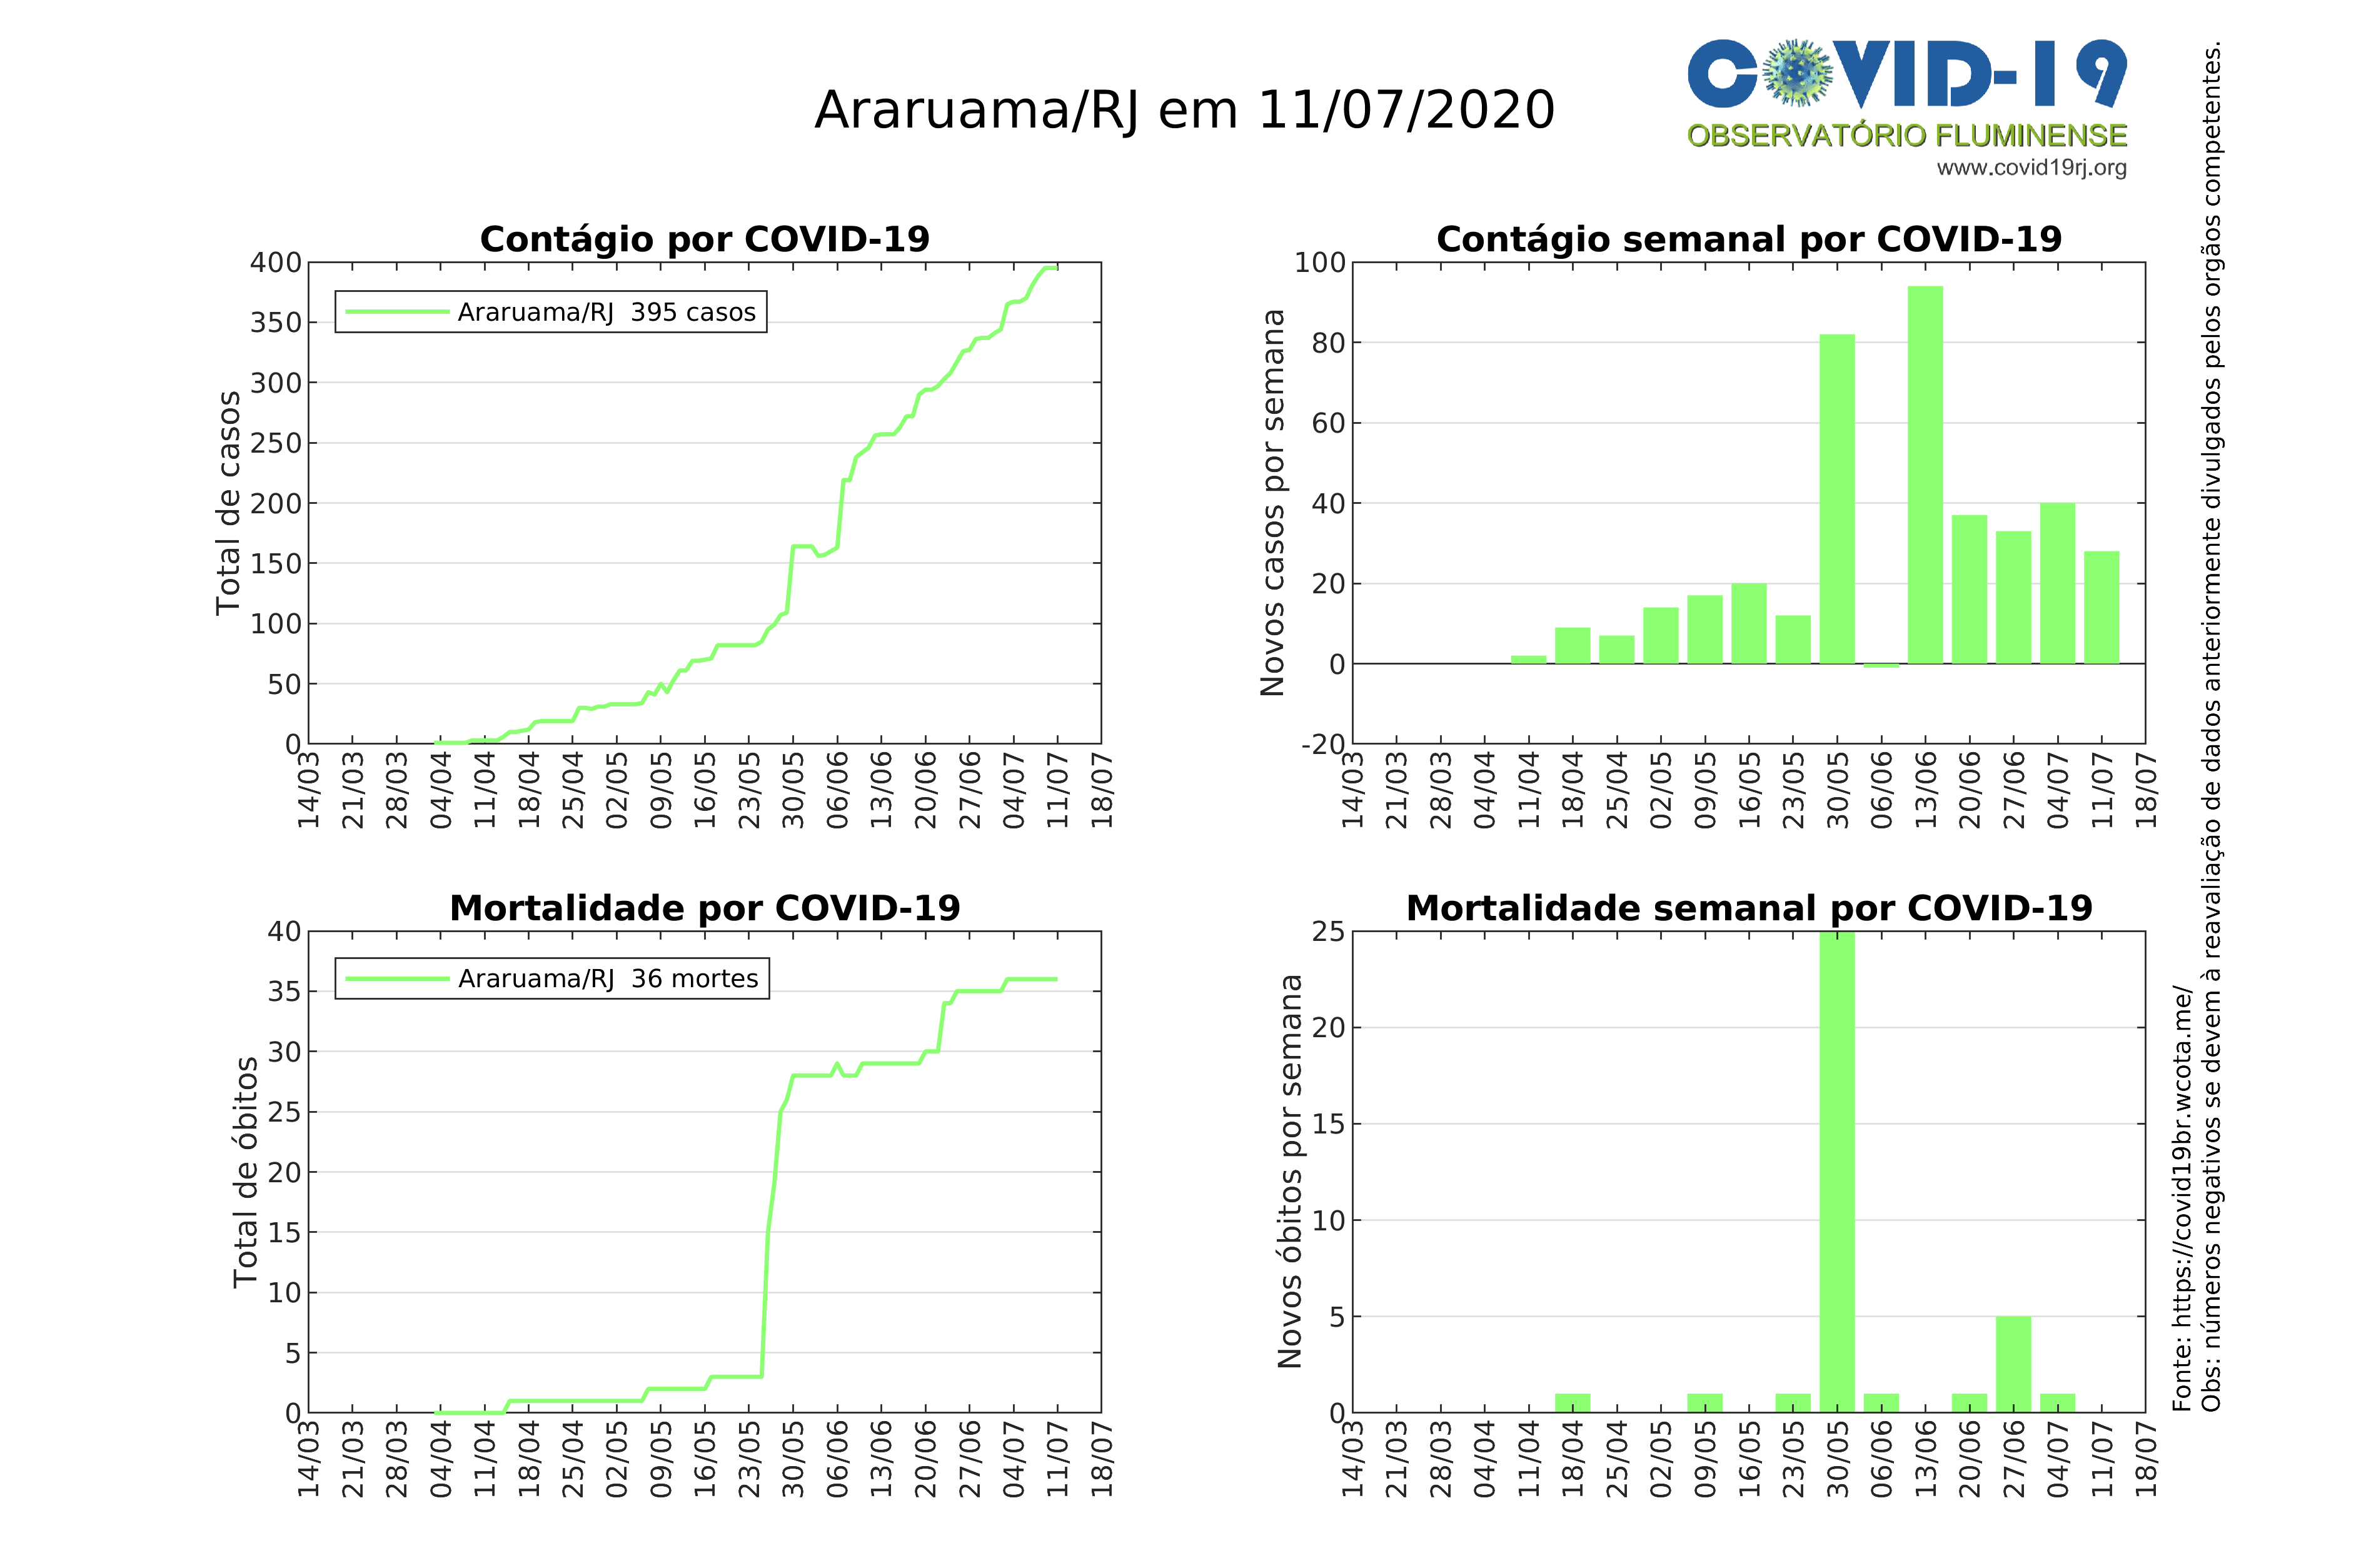 Araruama/RJ em 11/07/2020
COVID-19
OBSERVATÓRIO FLUMINENSE
www.covid19rj.org
Contágio por COVID-19
Total de casos
400
350
300
250
200
150
100
50
0
Araruama/RJ 395 casos
14/03 21/03 28/03 04/04 11/04 18/04 25/04 02/05 09/05 16/05 23/05 30/05 06/06 13/06 20/06 27/06 04/07 11/07 18/07
Contágio semanal por COVID-19
Novos casos por semana
100
80
60
40
20
0
-20
14/03 21/03 28/03 04/04 11/04 18/04 25/04 02/05 09/05 16/05 23/05 30/05 06/06 13/06 20/06 27/06 04/07 11/07 18/07
Mortalidade por COVID-19
Total de óbitos
40
35
30
25
20
15
10
5
0
Araruama/RJ 36 mortes
14/03 21/03 28/03 04/04 11/04 18/04 25/04 02/05 09/05 16/05 23/05 30/05 06/06 13/06 20/06 27/06 04/07 11/07 18/07
Mortalidade semanal por COVID-19
Novos óbitos por semana
25
20
15
10
5
0
14/03 21/03 28/03 04/04 11/04 18/04 25/04 02/05 09/05 16/05 23/05 30/05 06/06 13/06 20/06 27/06 04/07 11/07 18/07
Fonte: https://covid19br.wcota.me/
Obs: números negativos se devem à reavaliação de dados anteriormente divulgados pelos orgãos competentes.